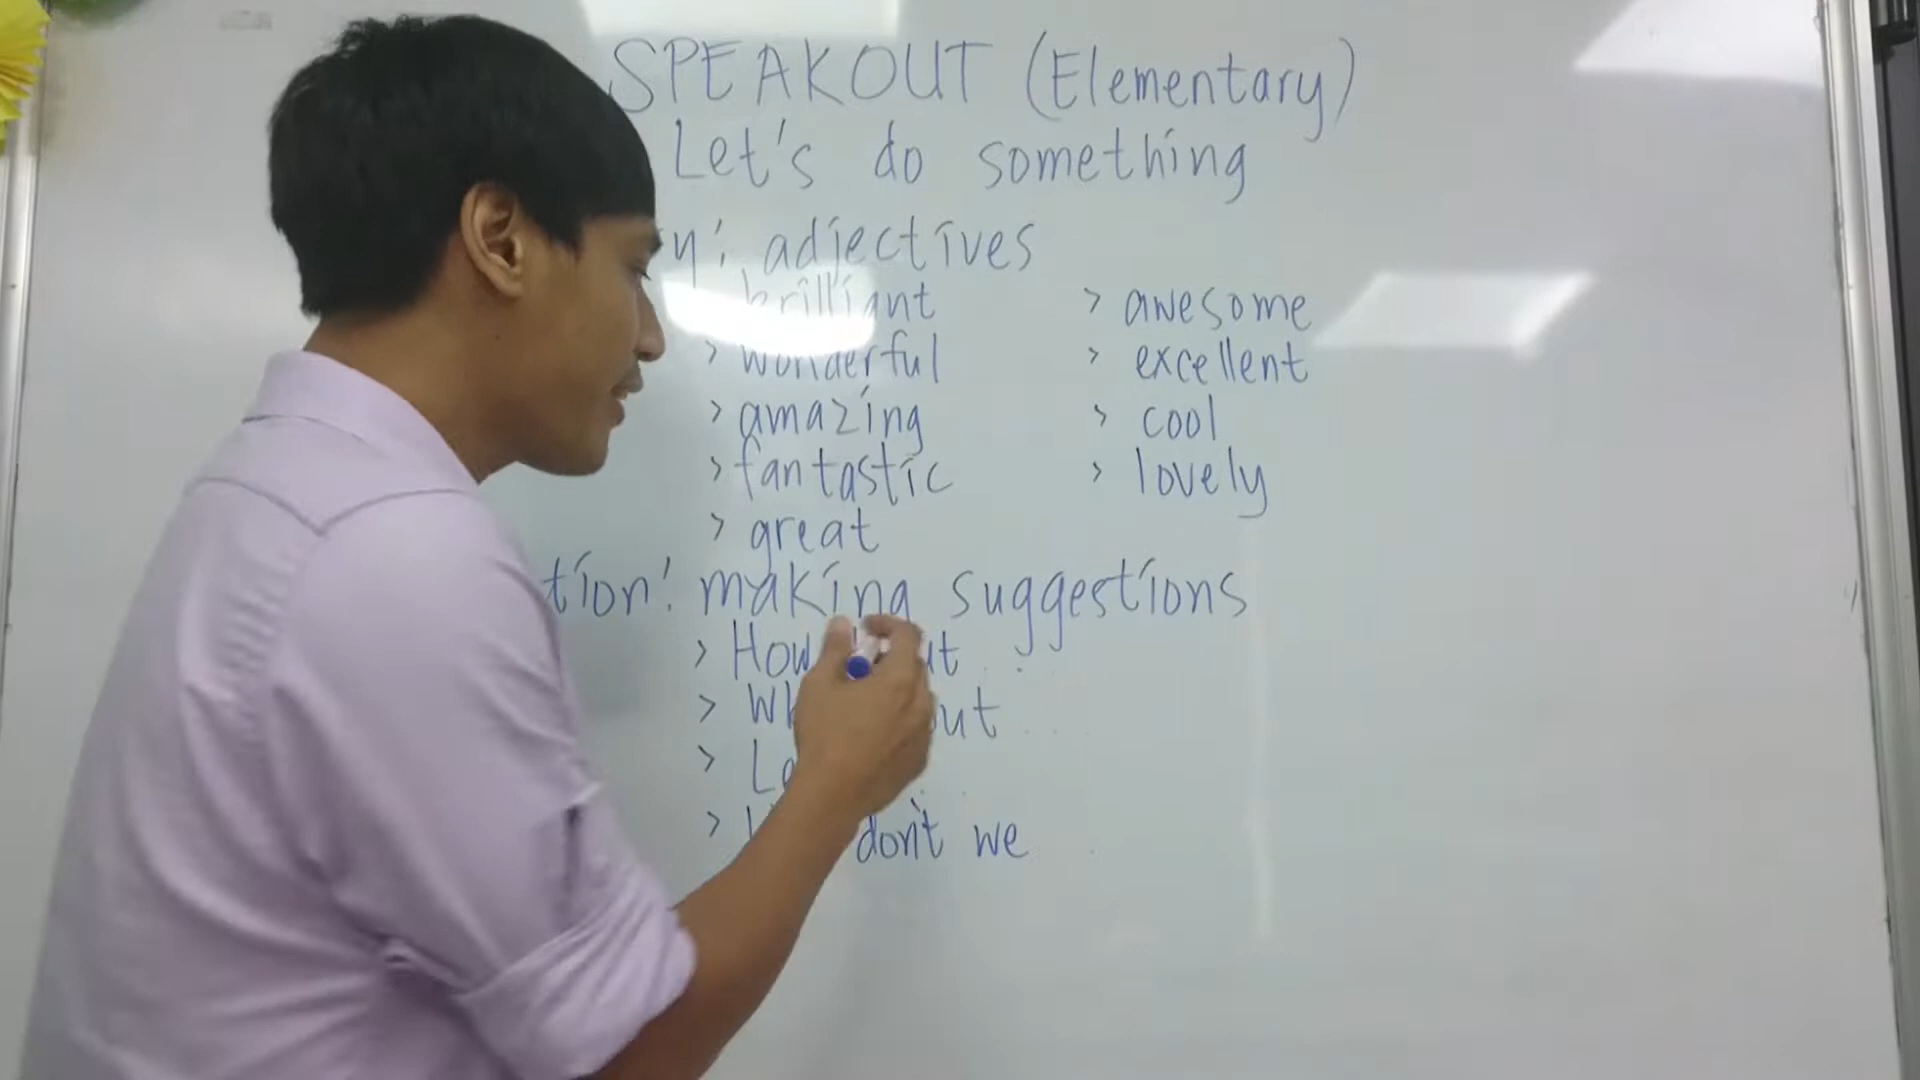 SPEAKOUT (Elementary)
Let's do something
adjectives
brilliant > awesome
> wonderful > excellent
> amazing > cool
> fantastic > lovely
> great
making suggestions
> How
>
>
> don't we